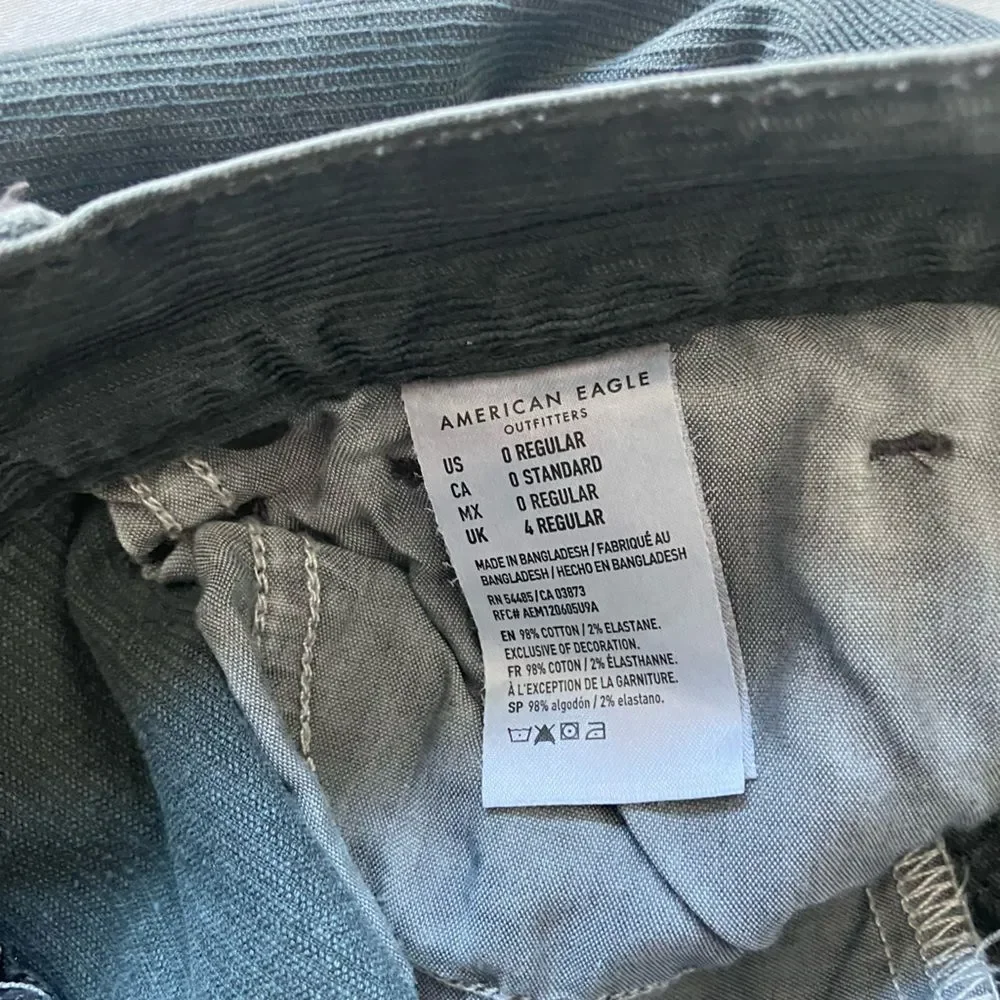 AMERICAN EAGLE
OUTFITTERS
US 0 REGULAR
CA 0 STANDARD
MX 0 REGULAR
UK 4 REGULAR
MADE IN BANGLADESH / FABRIQUÉ AU
BANGLADESH / HECHO EN BANGLADESH
RN 54485 / CA 03873
RFC# AEM120605U9A
EN 98% COTTON / 2% ELASTANE.
EXCLUSIVE OF DECORATION.
FR 98% COTON / 2% ÉLASTHANNE.
À L'EXCEPTION DE LA GARNITURE.
SP 98% algodón / 2% elastano.